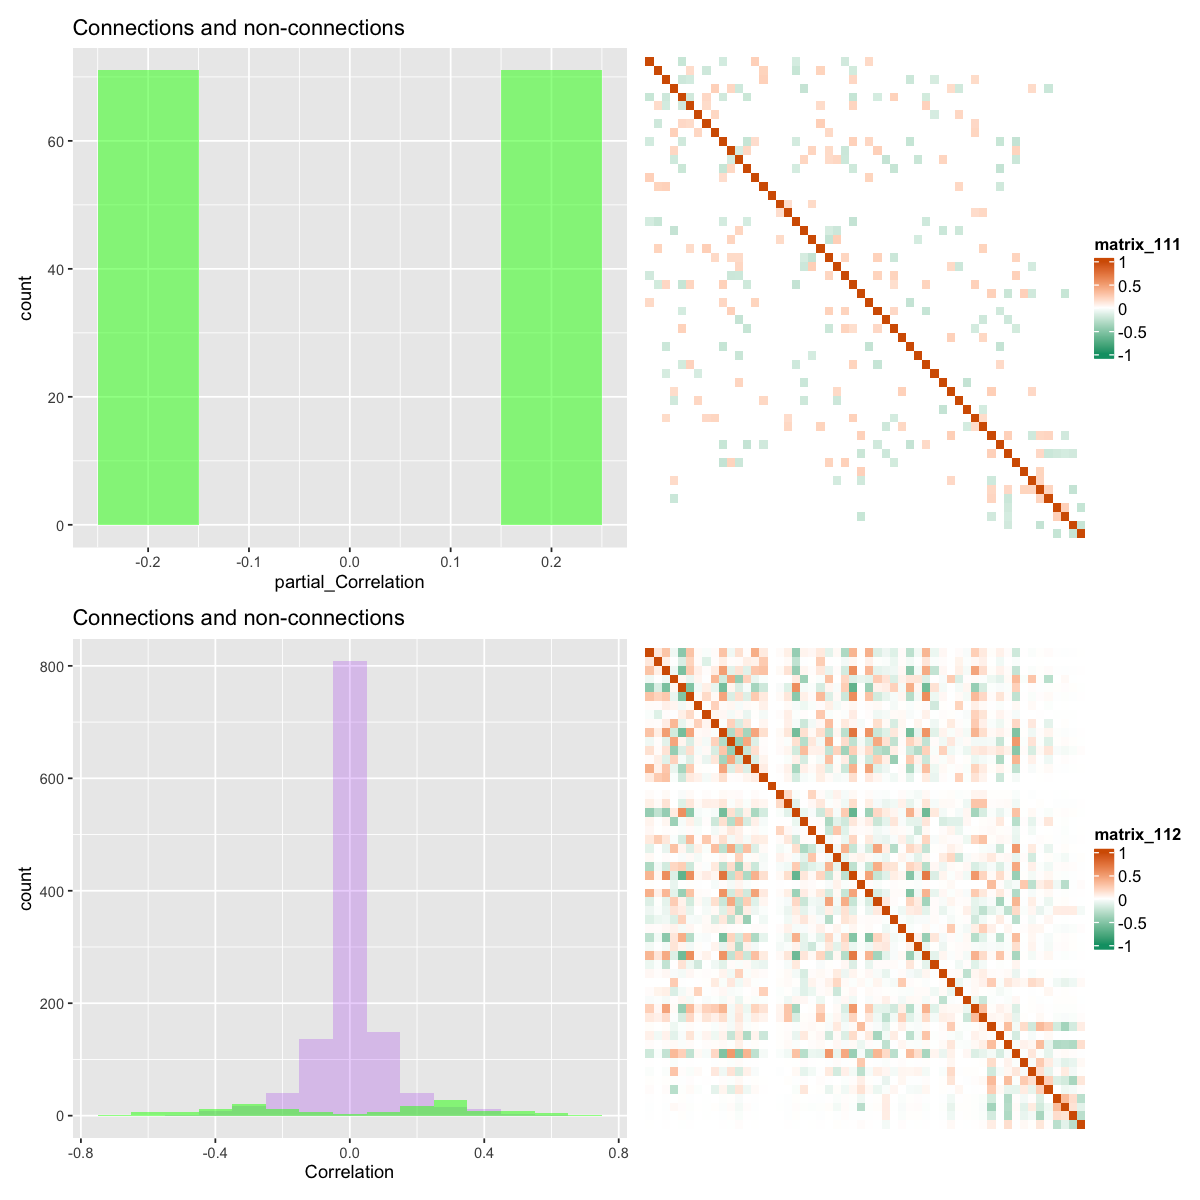 Connections and non-connections
60
40
20
0
count
-0.2 -0.1 0.0 0.1 0.2
partial_Correlation
matrix_111
1
0.5
0
-0.5
-1
Connections and non-connections
800
600
400
200
0
count
-0.8 -0.4 0.0 0.4 0.8
Correlation
matrix_112
1
0.5
0
-0.5
-1